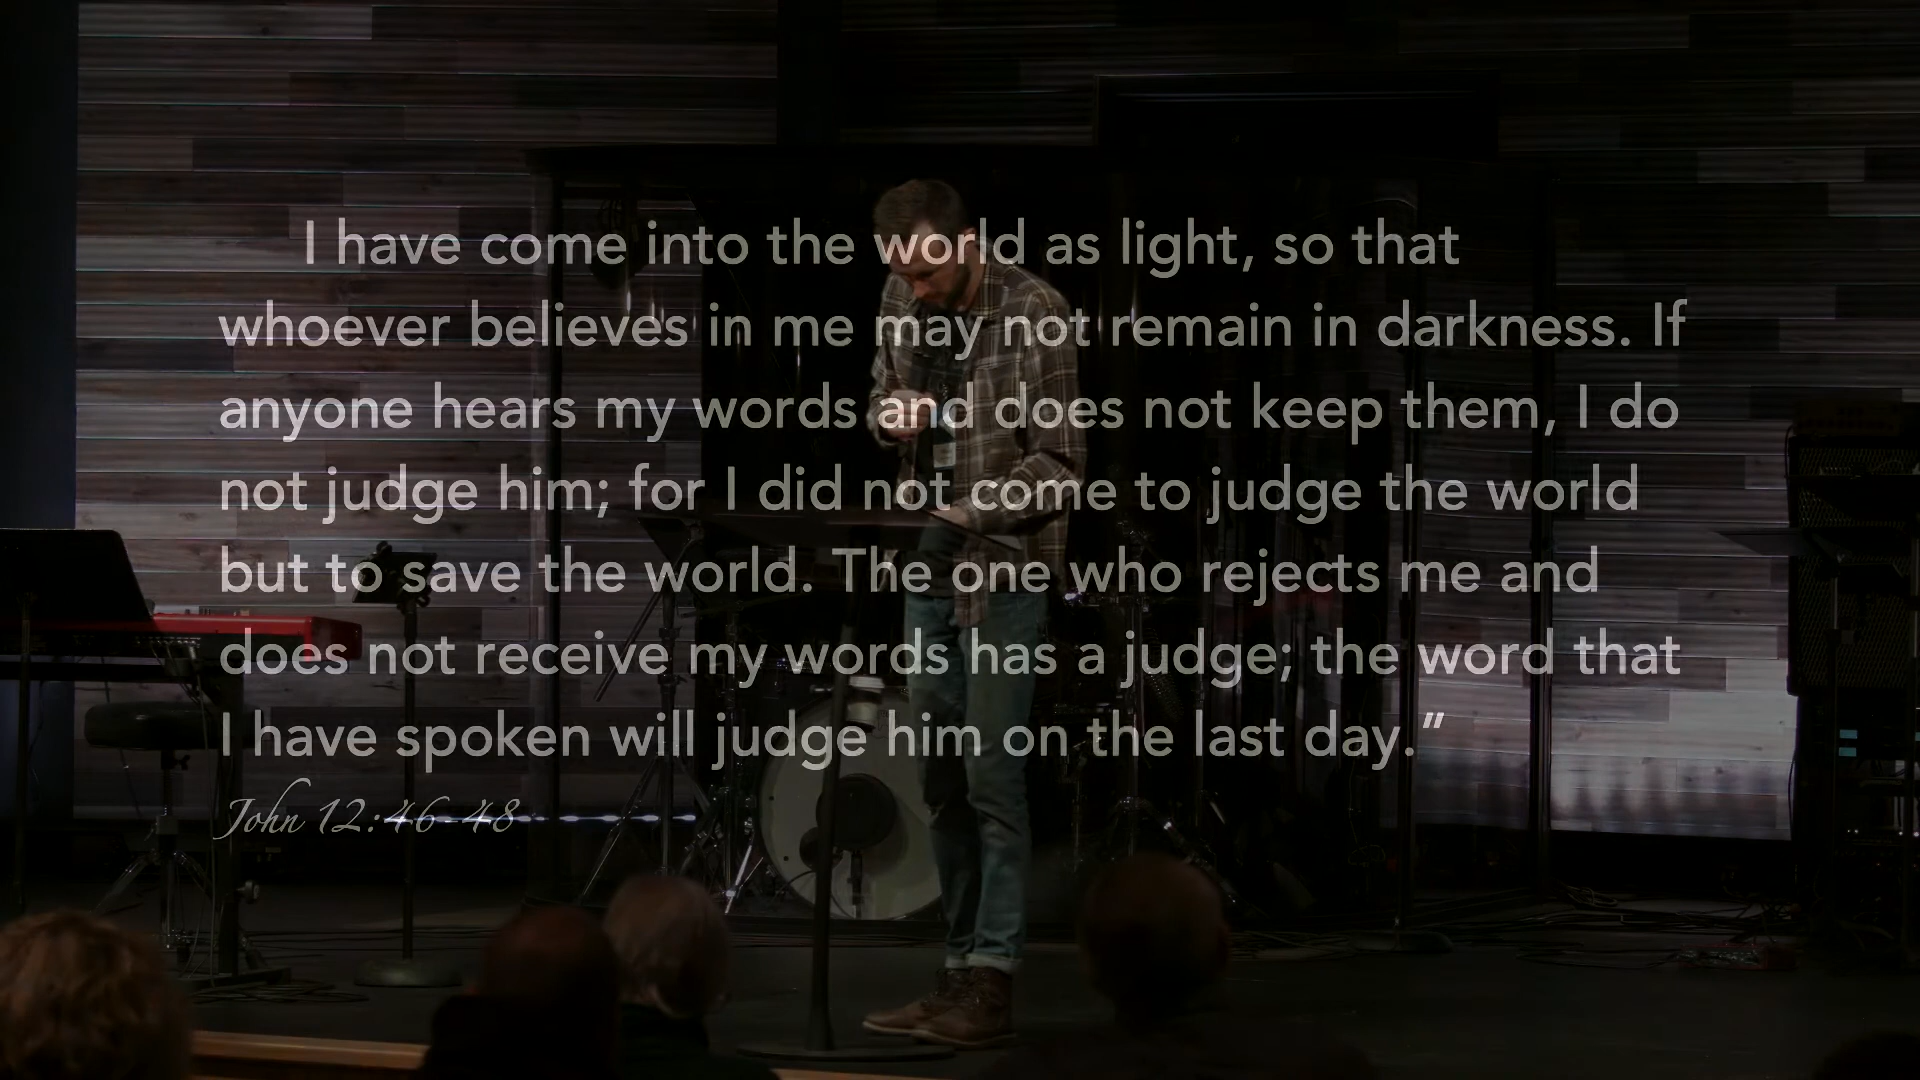 I have come into the world as light, so that
whoever believes in me may not remain in darkness. If
anyone hears my words and does not keep them, I do
not judge him; for I did not come to judge the world
but to save the world. The one who rejects me and
does not receive my words has a judge; the word that
I have spoken will judge him on the last day.”
John 12:46-48